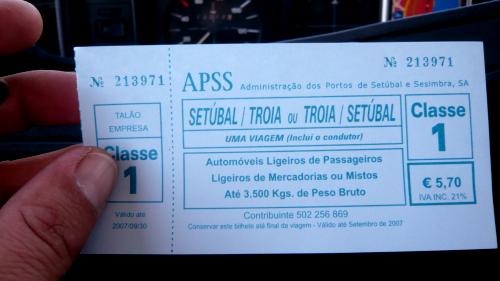 Nº 213971
Nº 213971
APSS Administração dos Portos de Setúbal e Sesimbra, SA
TALÃO
EMPRESA
Classe
1
Válido até
2007/09/30
SETÚBAL / TROIA ou TROIA / SETÚBAL
UMA VIAGEM (Inclui o condutor)
Automóveis Ligeiros de Passageiros
Ligeiros de Mercadorias ou Mistos
Até 3.500 Kgs. de Peso Bruto
Classe
1
€ 5,70
IVA INC. 21%
Contribuinte 502 256 869
Conservar este bilhete até final da viagem - Válido até Setembro de 2007